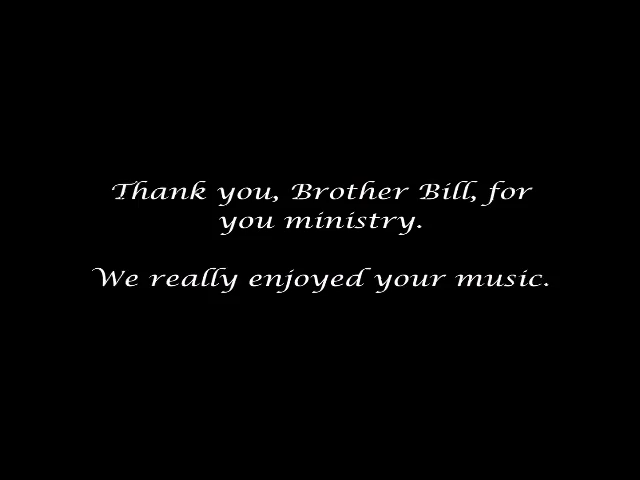 Thank you, Brother Bill, for
you ministry.
We really enjoyed your music.